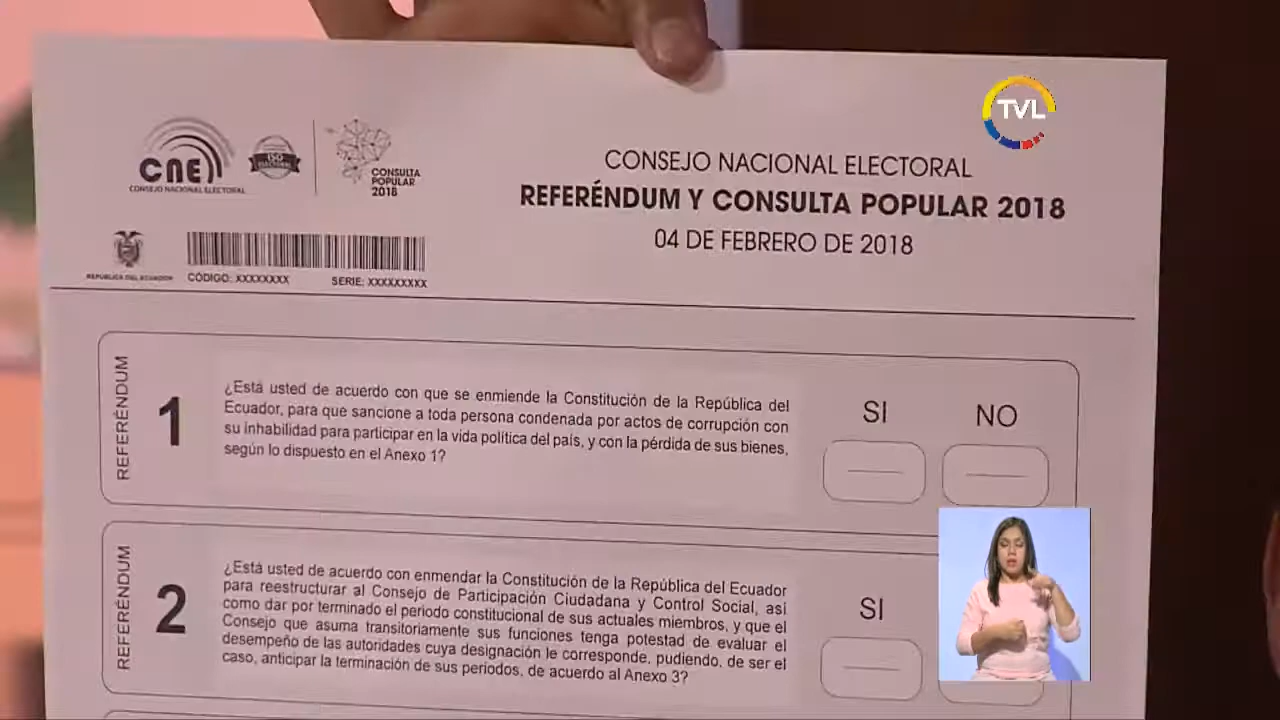 TVL
CNE
CONSEJO NACIONAL ELECTORAL
ISO
ELECTORAL
CONSULTA
POPULAR
2018
CONSEJO NACIONAL ELECTORAL
REFERÉNDUM Y CONSULTA POPULAR 2018
04 DE FEBRERO DE 2018
REPÚBLICA DEL ECUADOR
CÓDIGO: XXXXXXXX
SERIE: XXXXXXXXX
REFERÉNDUM
1
¿Está usted de acuerdo con que se enmiende la Constitución de la República del
Ecuador, para que sancione a toda persona condenada por actos de corrupción con
su inhabilidad para participar en la vida política del país, y con la pérdida de sus bienes,
según lo dispuesto en el Anexo 1?
SI
NO
REFERÉNDUM
2
¿Está usted de acuerdo con enmendar la Constitución de la República del Ecuador
para reestructurar al Consejo de Participación Ciudadana y Control Social, así
como dar por terminado el periodo constitucional de sus actuales miembros, y que el
Consejo que asuma transitoriamente sus funciones tenga potestad de evaluar el
desempeño de las autoridades cuya designación le corresponde, pudiendo, de ser el
caso, anticipar la terminación de sus periodos, de acuerdo al Anexo 3?
SI